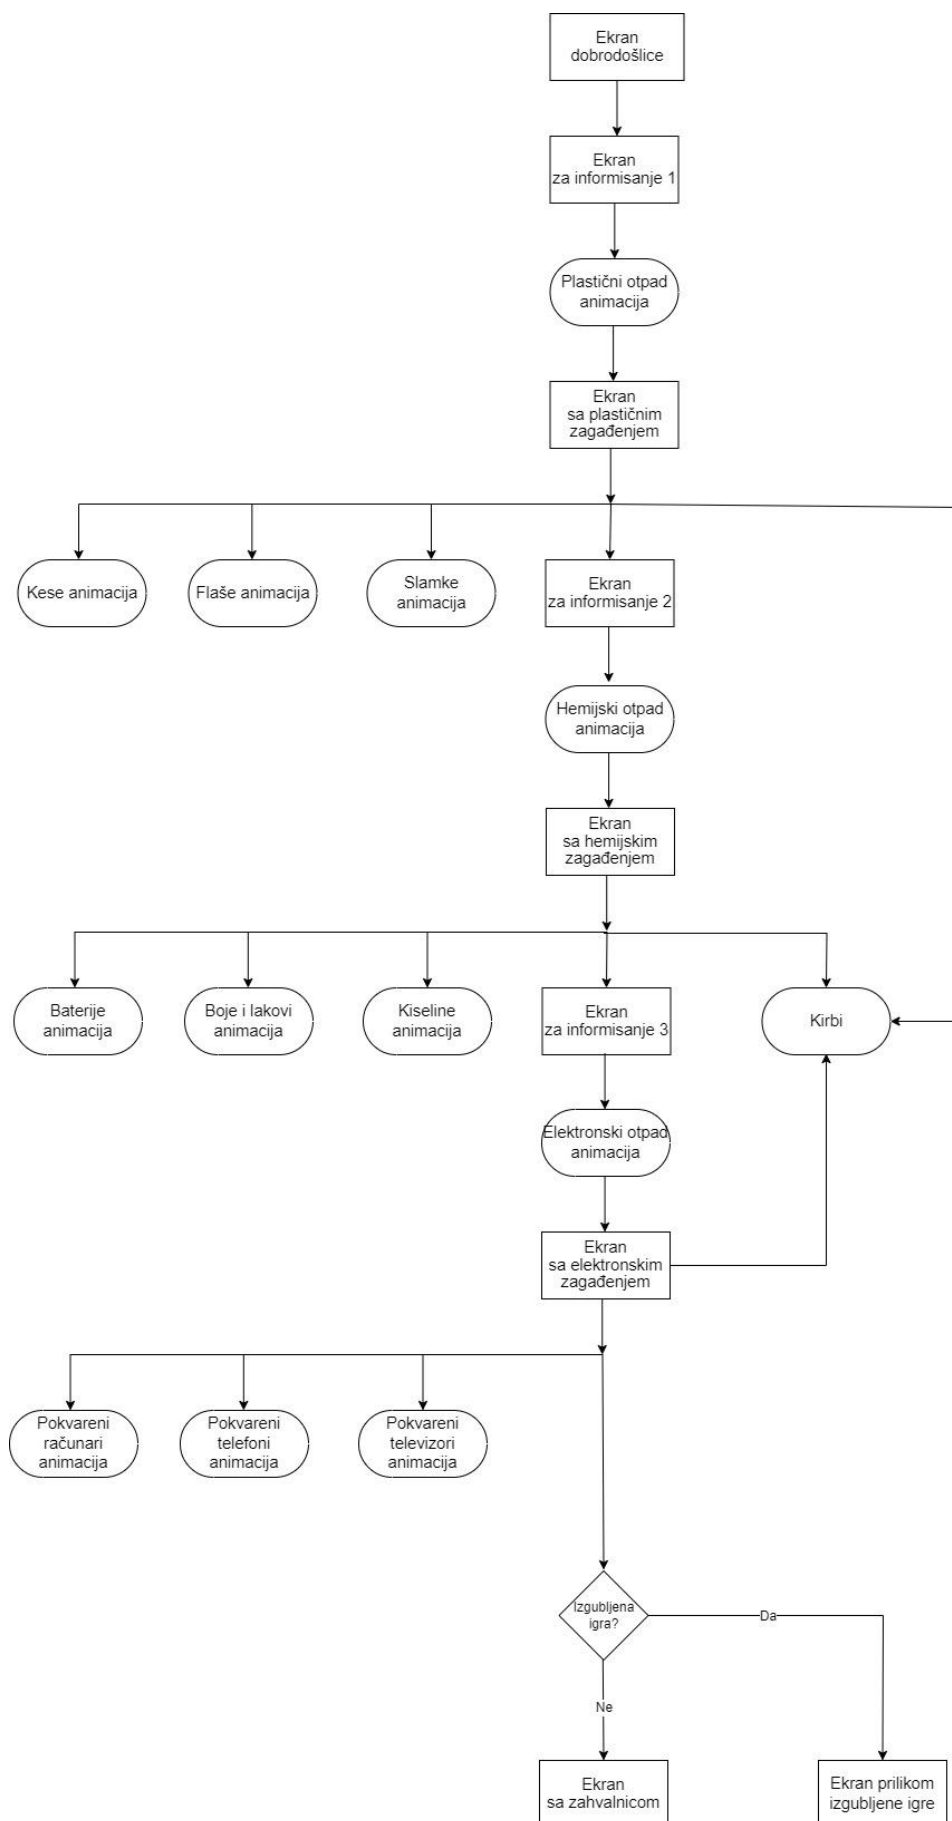 Ekran
dobrodošlice
Ekran
za informisanje 1
Plastični otpad
animacija
Ekran
sa plastičnim
zagađenjem
Kese animacija
Flaše animacija
Slamke
animacija
Ekran
za informisanje 2
Hemijski otpad
animacija
Ekran
sa hemijskim
zagađenjem
Baterije
animacija
Boje i lakovi
animacija
Kiseline
animacija
Ekran
za informisanje 3
Kirbi
Elektronski otpad
animacija
Ekran
sa elektronskim
zagađenjem
Pokvareni
računari
animacija
Pokvareni
telefoni
animacija
Pokvareni
televizori
animacija
Izgubljena
igra?
Da
Ne
Ekran
sa zahvalnicom
Ekran prilikom
izgubljene igre